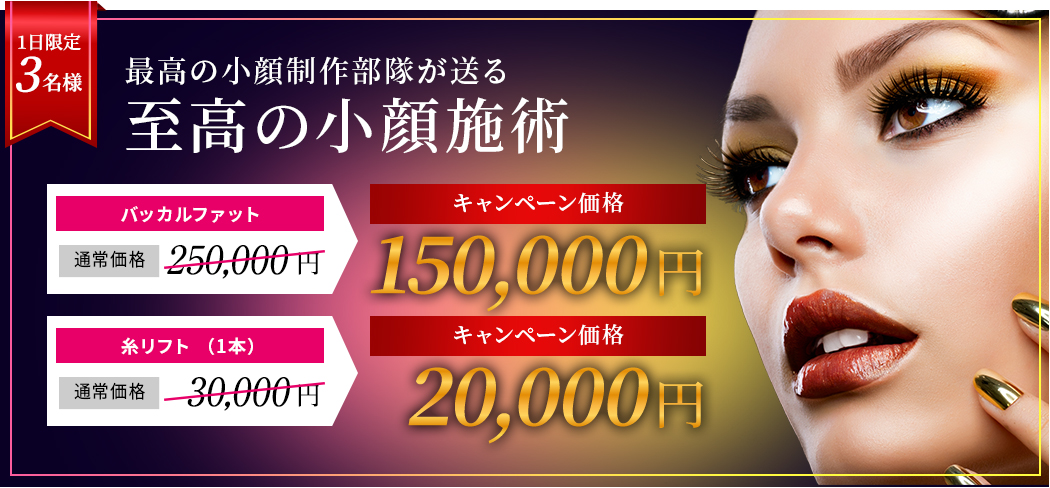 1日限定
3名様
最高の小顔制作部隊が送る
至高の小顔施術
バッカルファット
通常価格 250,000円
キャンペーン価格
150,000円
糸リフト （1本）
通常価格 30,000円
キャンペーン価格
20,000円